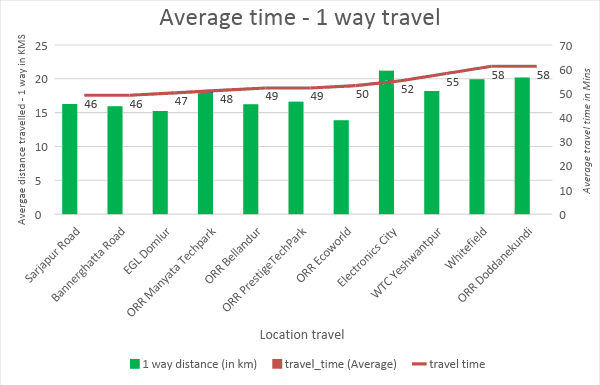 Average time - 1 way travel
Avergae distance travelled - 1 way in KMS
25
20
15
10
5
0
46 46 47 48 49 49 50 52 55 58 58
70
60
50
40
30
20
10
0
Average travel time in Mins
Sarjapur Road
Bannerghatta Road
EGL Domlur
ORR Manyata Techpark
ORR Bellandur
ORR PrestigeTechPark
ORR Ecoworld
Electronics City
WTC Yeshwantpur
Whitefield
ORR Doddanekundi
Location travel
1 way distance (in km) travel_time (Average) travel time